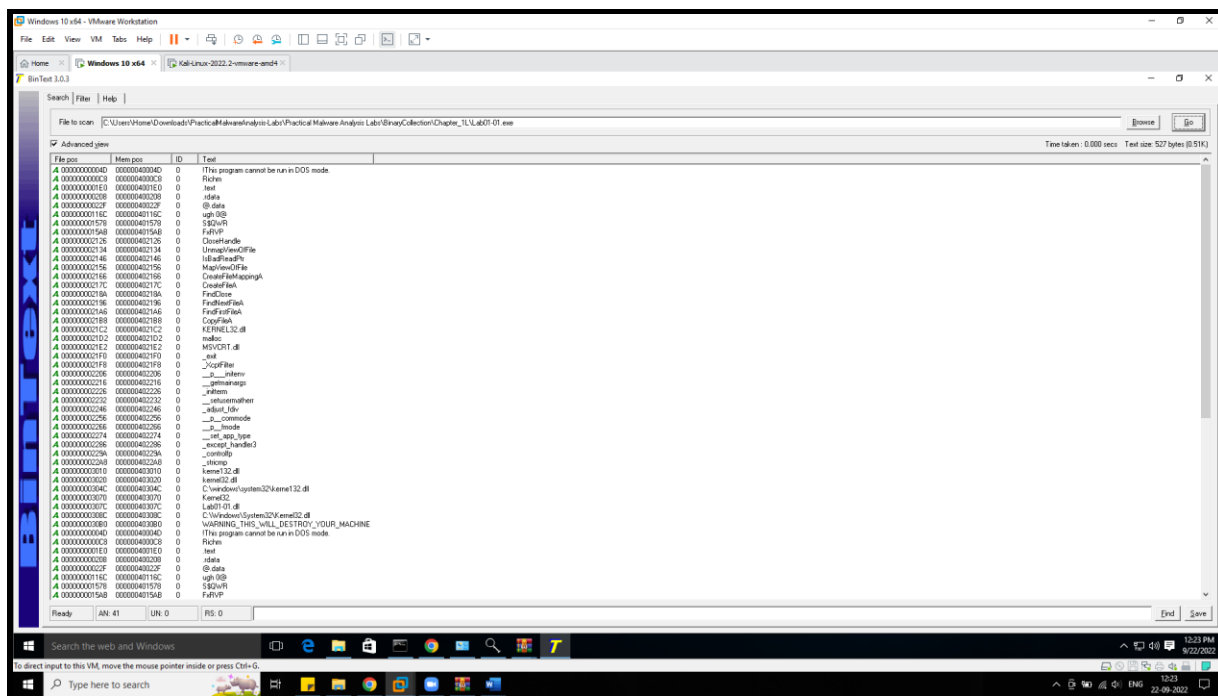 Windows 10 x64 - VMware Workstation
File Edit View VM Tabs Help
Home Windows 10 x64 Kali-Linux-2022.2-vmware-amd64
BinText 3.0.3
Search Filter Help
File to scan C:\Users\Home\Downloads\PracticalMalwareAnalysis-Labs\Practical Malware Analysis Labs\BinaryCollection\Chapter_1L\Lab01-01.exe Browse Go
Advanced view Time taken : 0.000 secs Text size: 527 bytes (0.51K)
File pos Mem pos ID Text
A 00000000004D 00000040004D 0 !This program cannot be run in DOS mode.
A 0000000000C8 0000004000C8 0 Richm
A 0000000001E0 0000004001E0 0 .text
A 000000000208 000000400208 0 .rdata
A 00000000022F 00000040022F 0 @.data
A 00000000116C 00000040116C 0 ugh 0@
A 000000001578 000000401578 0 S$QWR
A 0000000015AB 0000004015AB 0 FxRVP
A 000000002126 000000402126 0 CloseHandle
A 000000002134 000000402134 0 UnmapViewOfFile
A 000000002146 000000402146 0 IsBadReadPtr
A 000000002156 000000402156 0 MapViewOfFile
A 000000002166 000000402166 0 CreateFileMappingA
A 00000000217C 00000040217C 0 CreateFileA
A 00000000218A 00000040218A 0 FindClose
A 000000002196 000000402196 0 FindNextFileA
A 0000000021A6 0000004021A6 0 FindFirstFileA
A 0000000021B8 0000004021B8 0 CopyFileA
A 0000000021C2 0000004021C2 0 KERNEL32.dll
A 0000000021D2 0000004021D2 0 malloc
A 0000000021E2 0000004021E2 0 MSVCRT.dll
A 0000000021F0 0000004021F0 0 _exit
A 0000000021F8 0000004021F8 0 _XcptFilter
A 000000002206 000000402206 0 __p___initenv
A 000000002216 000000402216 0 __getmainargs
A 000000002226 000000402226 0 _initterm
A 000000002232 000000402232 0 __setusermatherr
A 000000002246 000000402246 0 _adjust_fdiv
A 000000002256 000000402256 0 __p__commode
A 000000002266 000000402266 0 __p__fmode
A 000000002274 000000402274 0 __set_app_type
A 000000002286 000000402286 0 _except_handler3
A 00000000229A 00000040229A 0 _controlfp
A 0000000022A8 0000004022A8 0 _stricmp
A 000000003010 000000403010 0 kerne132.dll
A 000000003020 000000403020 0 kernel32.dll
A 00000000304C 00000040304C 0 C:\windows\system32\kerne132.dll
A 000000003070 000000403070 0 Kernel32.
A 00000000307C 00000040307C 0 Lab01-01.dll
A 00000000308C 00000040308C 0 C:\Windows\System32\Kernel32.dll
A 0000000030B0 0000004030B0 0 WARNING_THIS_WILL_DESTROY_YOUR_MACHINE
A 00000000004D 00000040004D 0 !This program cannot be run in DOS mode.
A 0000000000C8 0000004000C8 0 Richm
A 0000000001E0 0000004001E0 0 .text
A 000000000208 000000400208 0 .rdata
A 00000000022F 00000040022F 0 @.data
A 00000000116C 00000040116C 0 ugh 0@
A 000000001578 000000401578 0 S$QWR
A 0000000015AB 0000004015AB 0 FxRVP
BinText
Ready AN: 41 UN: 0 RS: 0 Find Save
Search the web and Windows
12:23 PM
9/22/2022
To direct input to this VM, move the mouse pointer inside or press Ctrl+G.
Type here to search
ENG
12:23
22-09-2022